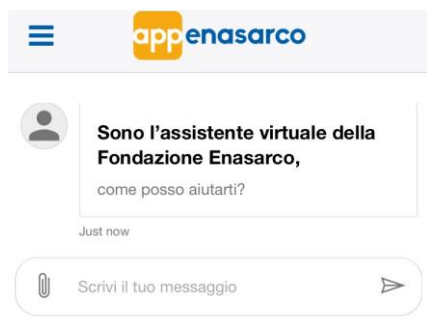 appenasarco
Sono l'assistente virtuale della
Fondazione Enasarco,
come posso aiutarti?
Just now
Scrivi il tuo messaggio